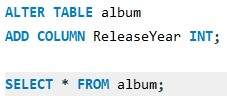 ALTER TABLE album
ADD COLUMN ReleaseYear INT;
SELECT * FROM album;